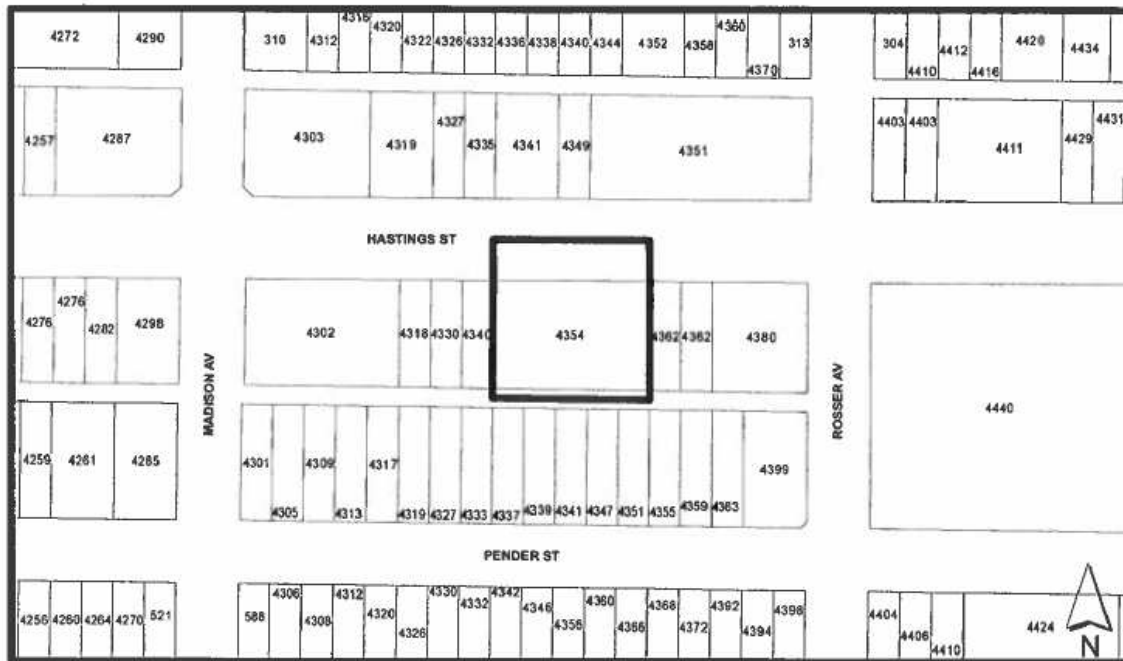 4272 4290 310 4312 4316 4320 4322 4326 4332 4336 4338 4340 4344 4352 4358 4360 4370 313 304 4410 4412 4416 4420 4434
4257 4287 4303 4319 4327 4335 4341 4349 4351 4403 4403 4411 4429 4431
HASTINGS ST
4276 4276 4282 4298 4302 4318 4330 4340 4354 4362 4362 4380 4440
MADISON AV
ROSSER AV
4259 4261 4285 4301 4305 4309 4313 4317 4319 4327 4333 4337 4339 4341 4347 4351 4355 4359 4363 4399
PENDER ST
4256 4260 4264 4270 521 588 4306 4308 4312 4320 4326 4330 4332 4342 4346 4356 4360 4366 4368 4372 4392 4394 4398 4404 4406 4410 4424
N